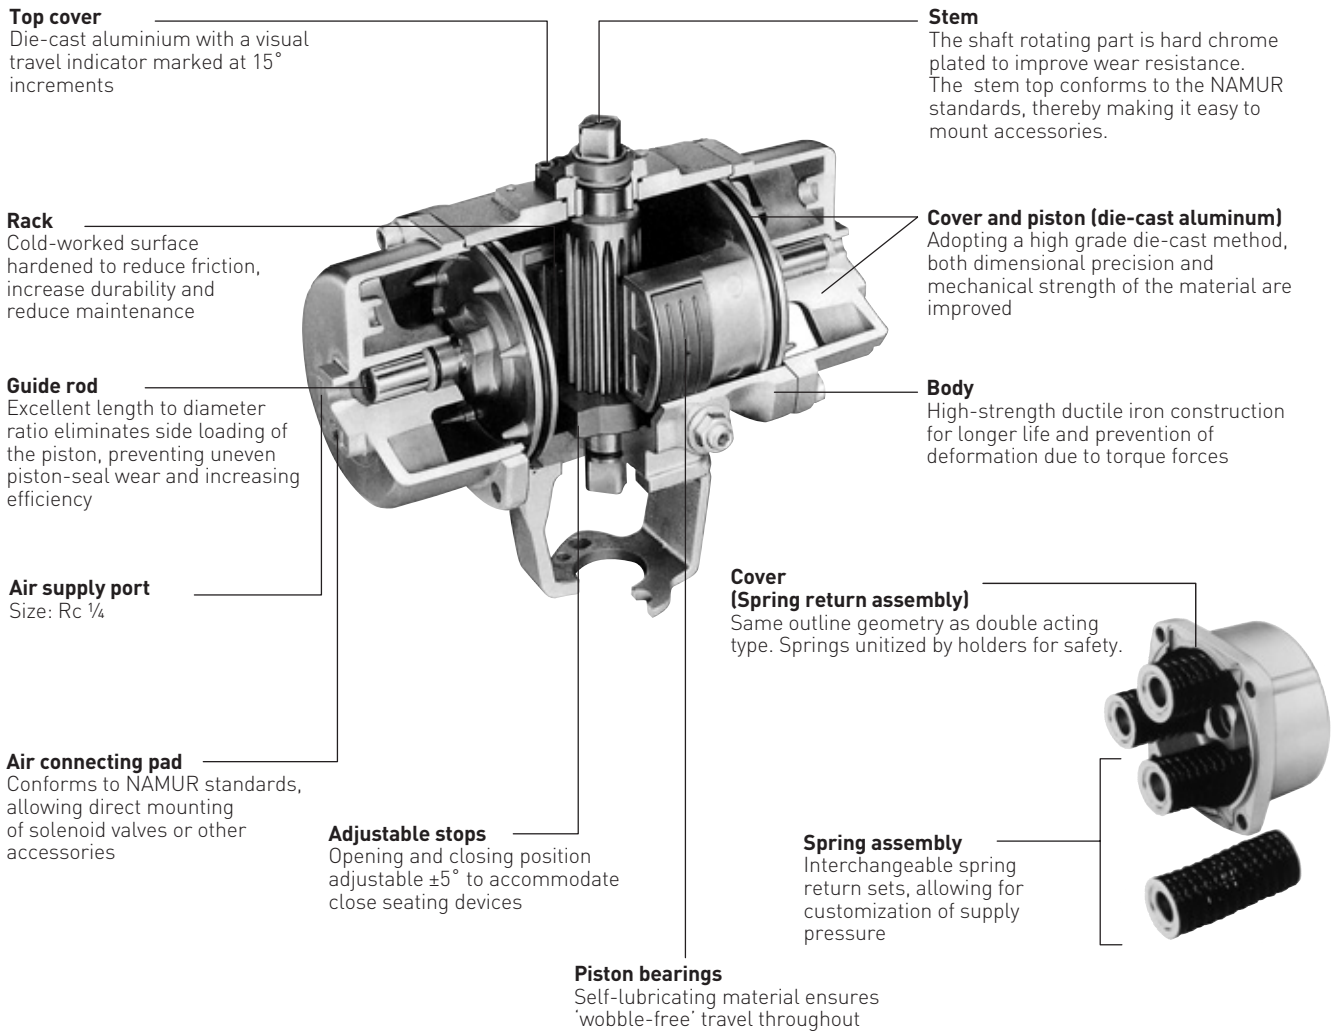 Top cover
Die-cast aluminium with a visual
travel indicator marked at 15°
increments
Stem
The shaft rotating part is hard chrome
plated to improve wear resistance.
The stem top conforms to the NAMUR
standards, thereby making it easy to
mount accessories.
Rack
Cold-worked surface
hardened to reduce friction,
increase durability and
reduce maintenance
Cover and piston (die-cast aluminum)
Adopting a high grade die-cast method,
both dimensional precision and
mechanical strength of the material are
improved
Guide rod
Excellent length to diameter
ratio eliminates side loading of
the piston, preventing uneven
piston-seal wear and increasing
efficiency
Body
High-strength ductile iron construction
for longer life and prevention of
deformation due to torque forces
Air supply port
Size: Rc ¼
Cover
(Spring return assembly)
Same outline geometry as double acting
type. Springs unitized by holders for safety.
Air connecting pad
Conforms to NAMUR standards,
allowing direct mounting
of solenoid valves or other
accessories
Adjustable stops
Opening and closing position
adjustable ±5° to accommodate
close seating devices
Spring assembly
Interchangeable spring
return sets, allowing for
customization of supply
pressure
Piston bearings
Self-lubricating material ensures
'wobble-free' travel throughout